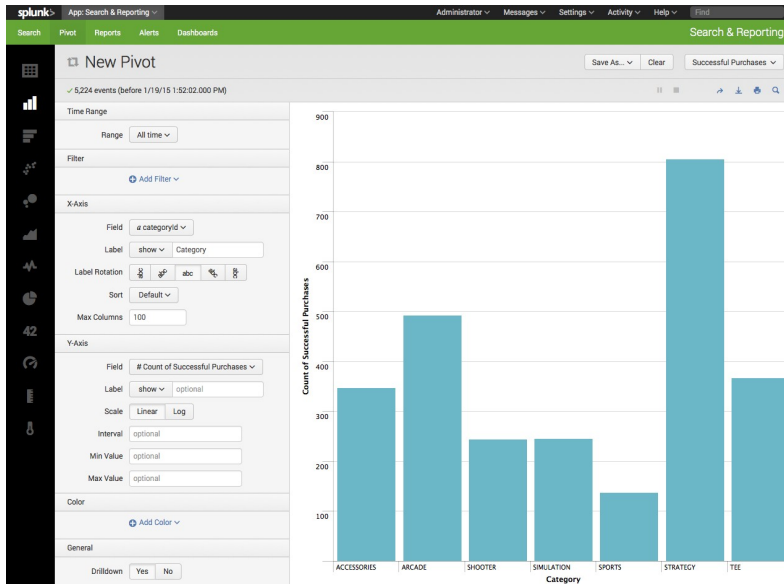 splunk> App: Search & Reporting Administrator Messages Settings Activity Help Find
Search Pivot Reports Alerts Dashboards Search & Reporting
New Pivot Save As... Clear Successful Purchases
5,224 events (before 1/19/15 1:52:02.000 PM)
Time Range
Range All time
Filter
Add Filter
X-Axis
Field a categoryId
Label show Category
Label Rotation abc abc abc abc abc
Sort Default
Max Columns 100
Y-Axis
Field # Count of Successful Purchases
Label show optional
Scale Linear Log
Interval optional
Min Value optional
Max Value optional
Color
Add Color
General
Drilldown Yes No
42
Count of Successful Purchases
900
800
700
600
500
400
300
200
100
ACCESSORIES ARCADE SHOOTER SIMULATION SPORTS STRATEGY TEE
Category